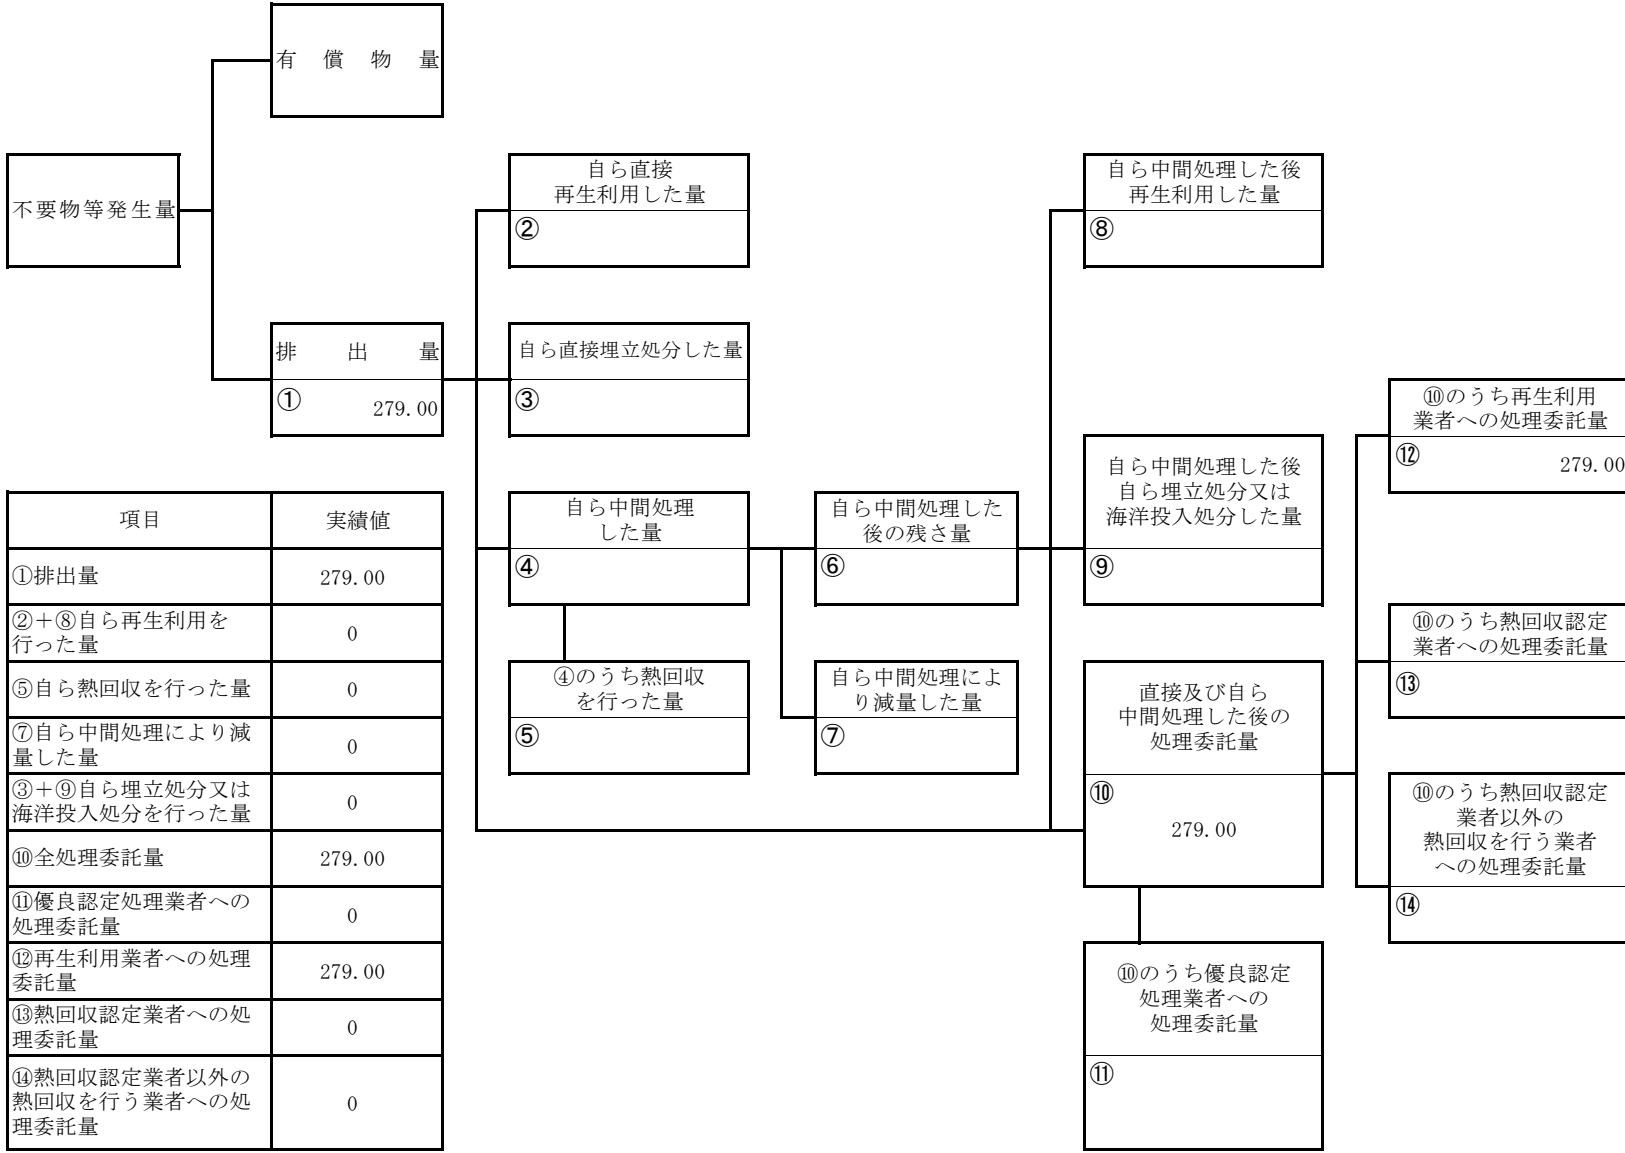 有償物量
不要物等発生量
自ら直接
再生利用した量
②
自ら中間処理した後
再生利用した量
⑧
排出量
①
279.00
自ら直接埋立処分した量
③
⑩のうち再生利用
業者への処理委託量
⑫
279.00
自ら中間処理
した量
④
自ら中間処理した
後の残さ量
⑥
自ら中間処理した後
自ら埋立処分又は
海洋投入処分した量
⑨
⑩のうち熱回収認定
業者への処理委託量
⑬
④のうち熱回収
を行った量
⑤
自ら中間処理によ
り減量した量
⑦
直接及び自ら
中間処理した後の
処理委託量
⑩
279.00
⑩のうち熱回収認定
業者以外の
熱回収を行う業者
への処理委託量
⑭
⑩のうち優良認定
処理業者への
処理委託量
⑪
項目 実績値
①排出量 279.00
②＋⑧自ら再生利用を
行った量 0
⑤自ら熱回収を行った量 0
⑦自ら中間処理により減
量した量 0
③＋⑨自ら埋立処分又は
海洋投入処分を行った量 0
⑩全処理委託量 279.00
⑪優良認定処理業者への
処理委託量 0
⑫再生利用業者への処理
委託量 279.00
⑬熱回収認定業者への処
理委託量 0
⑭熱回収認定業者以外の
熱回収を行う業者への処
理委託量 0